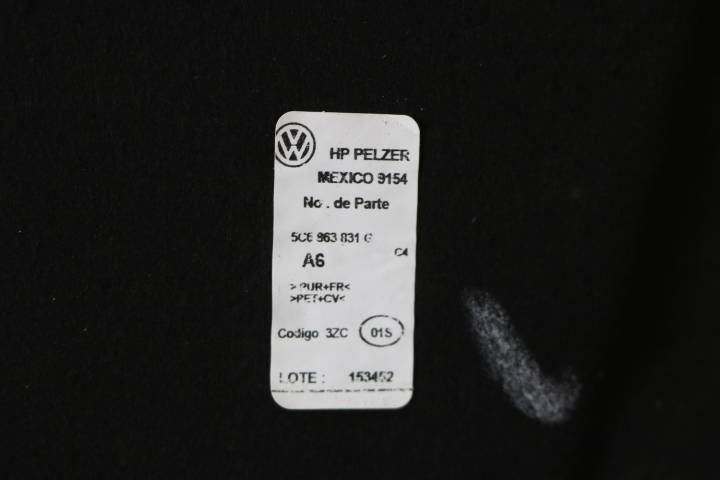 HP PELZER
MEXICO 9154
No . de Parte
5C6 863 831 G
C4
A6
> PUR+FR<
>PET+CV<
Codigo 3ZC 01S
LOTE : 153452